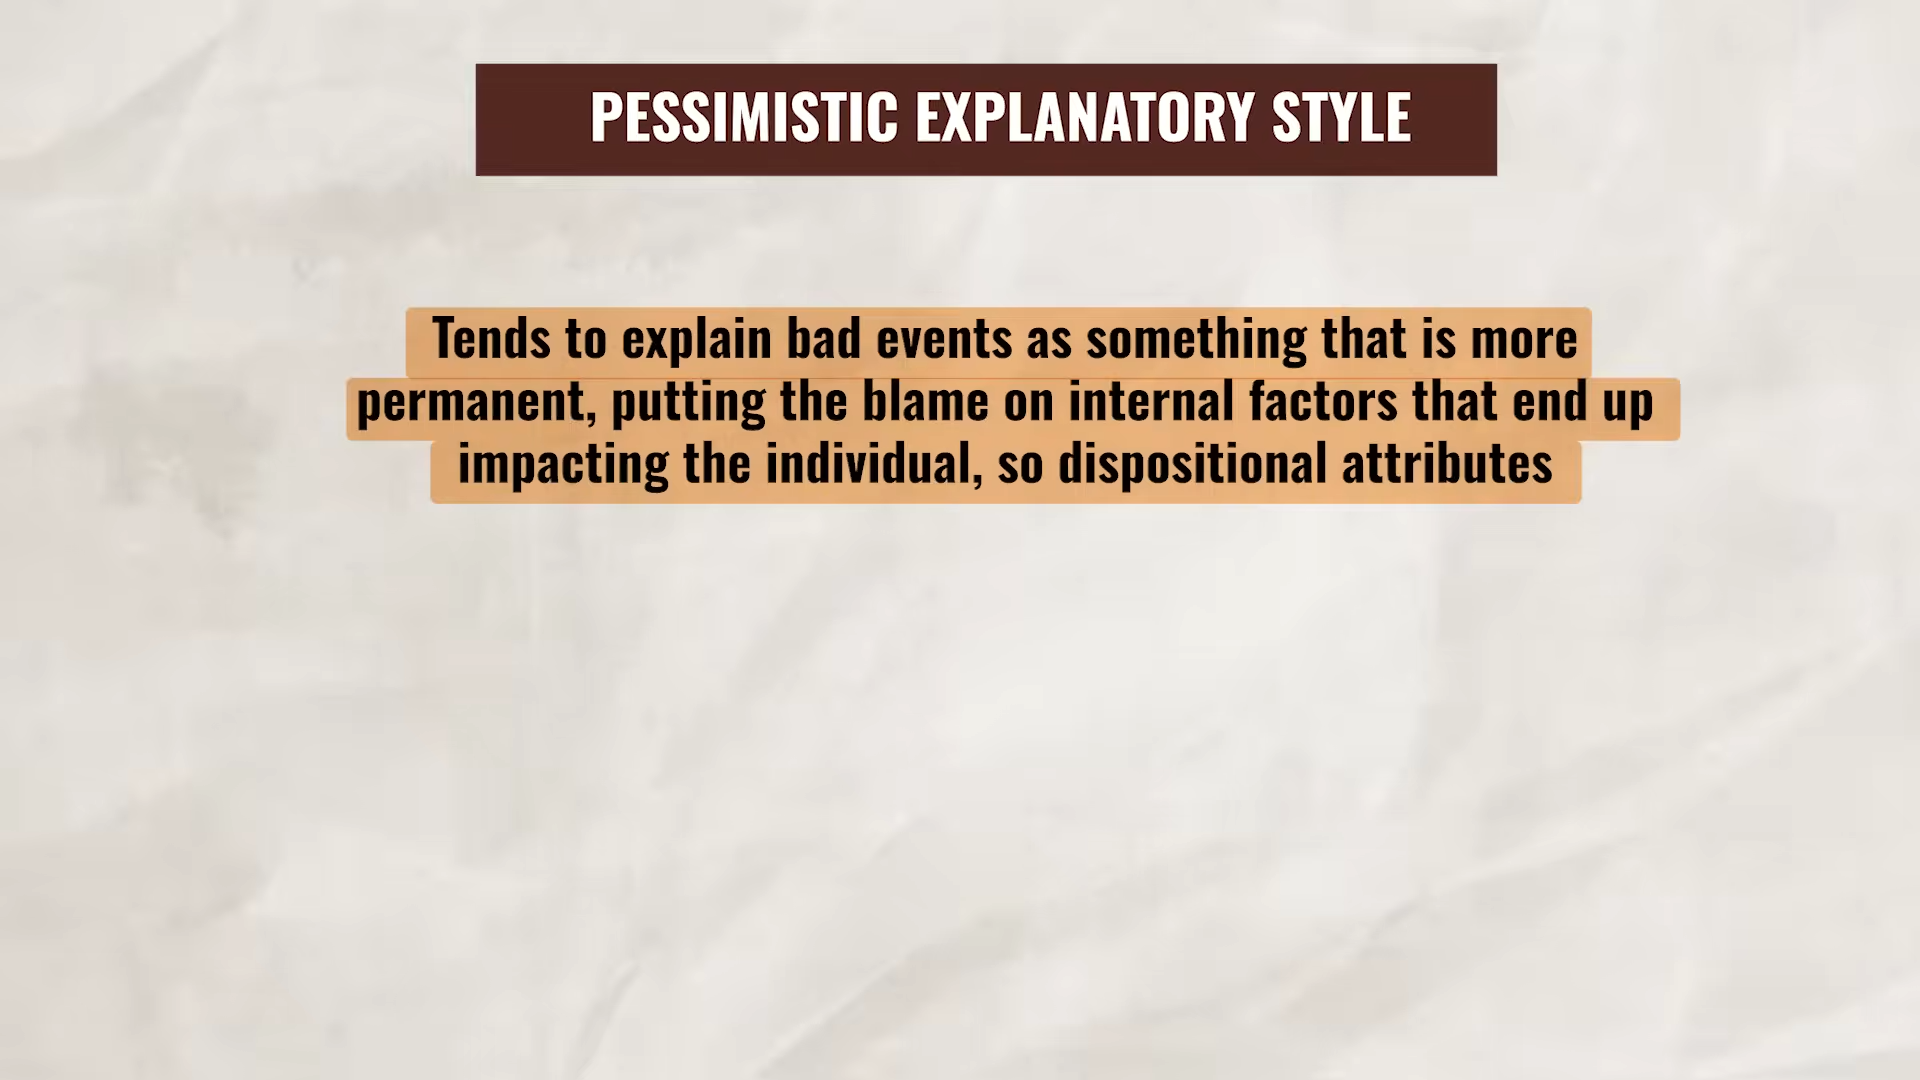 PESSIMISTIC EXPLANATORY STYLE
Tends to explain bad events as something that is more
permanent, putting the blame on internal factors that end up
impacting the individual, so dispositional attributes